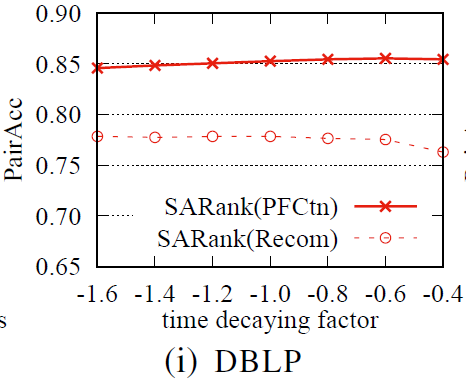 0.90
0.85
0.80
0.75
0.70
0.65
PairAcc
SARank(PFCtn)
SARank(Recom)
-1.6 -1.4 -1.2 -1.0 -0.8 -0.6 -0.4
s time decaying factor
(i) DBLP